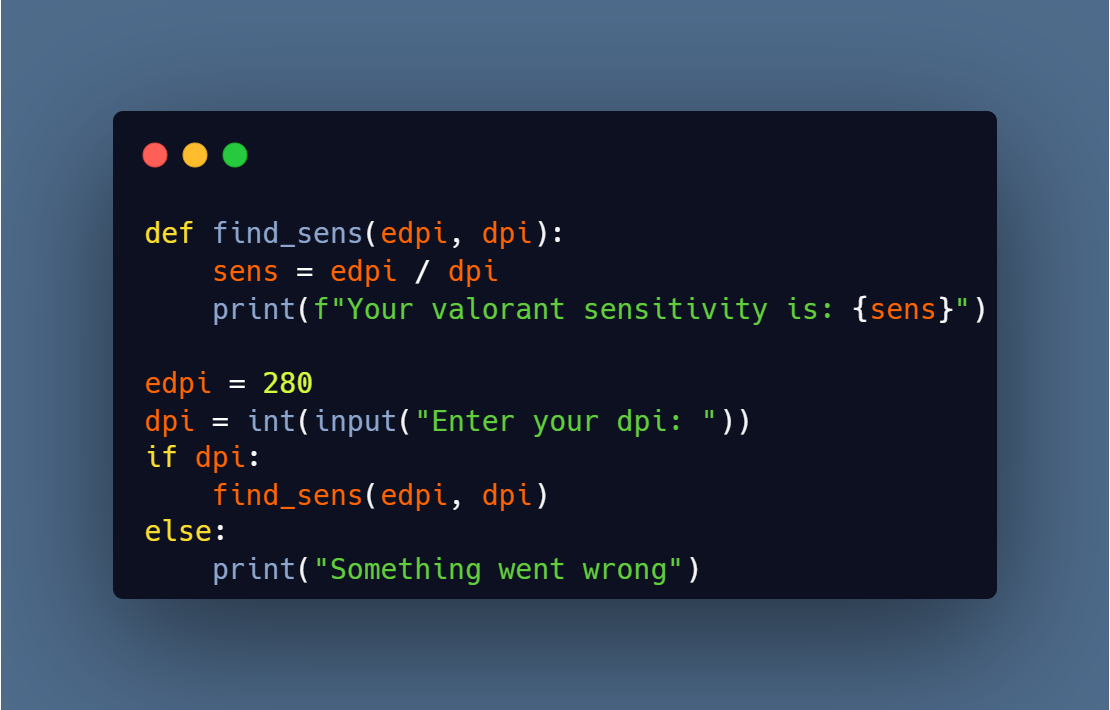 def find_sens(edpi, dpi):
    sens = edpi / dpi
    print(f"Your valorant sensitivity is: {sens}")

edpi = 280
dpi = int(input("Enter your dpi: "))
if dpi:
    find_sens(edpi, dpi)
else:
    print("Something went wrong")